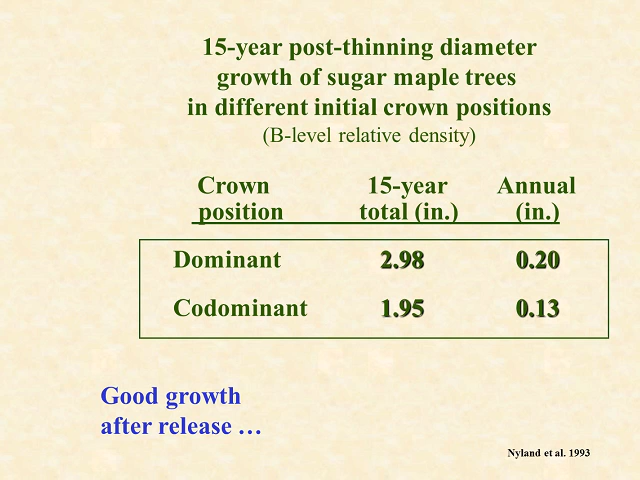 15-year post-thinning diameter
growth of sugar maple trees
in different initial crown positions
(B-level relative density)
Crown 15-year Annual
position total (in.) (in.)
Dominant 2.98 0.20
Codominant 1.95 0.13
Good growth
after release …
Nyland et al. 1993